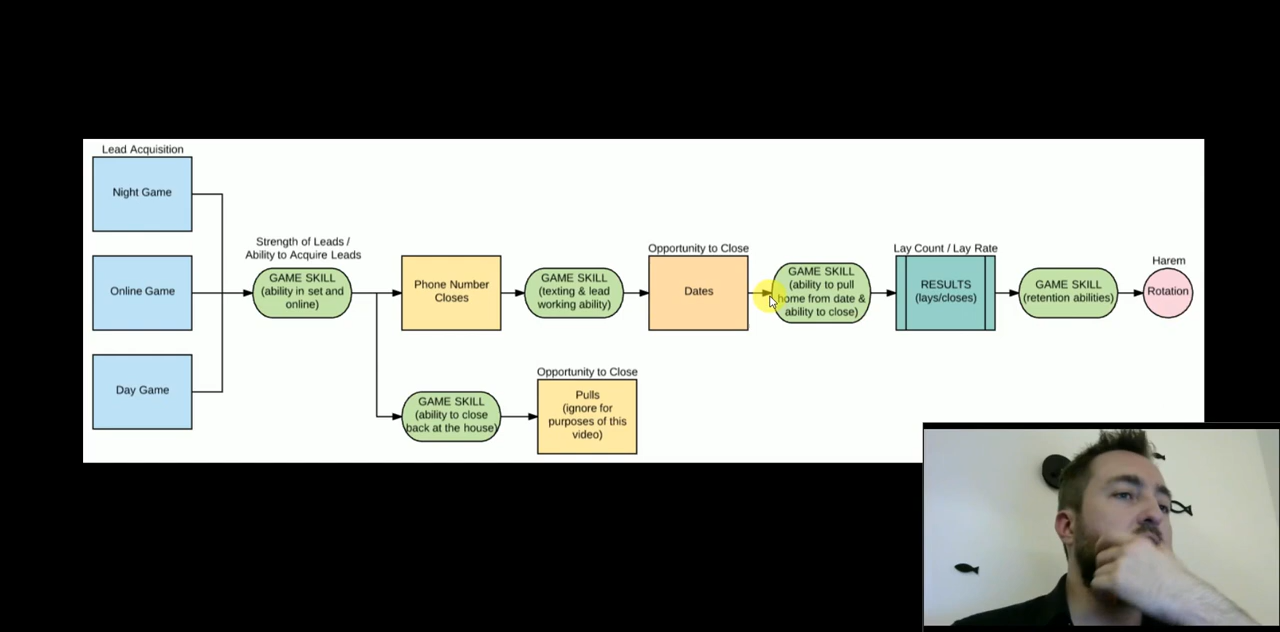 Lead Acquisition
Night Game
Online Game
Day Game
Strength of Leads /
Ability to Acquire Leads
GAME SKILL
(ability in set and
online)
Phone Number
Closes
GAME SKILL
(texting & lead
working ability)
Opportunity to Close
Dates
GAME SKILL
(ability to pull
home from date &
ability to close)
Lay Count / Lay Rate
RESULTS
(lays/closes)
GAME SKILL
(retention abilities)
Harem
Rotation
GAME SKILL
(ability to close
back at the house)
Opportunity to Close
Pulls
(ignore for
purposes of this
video)